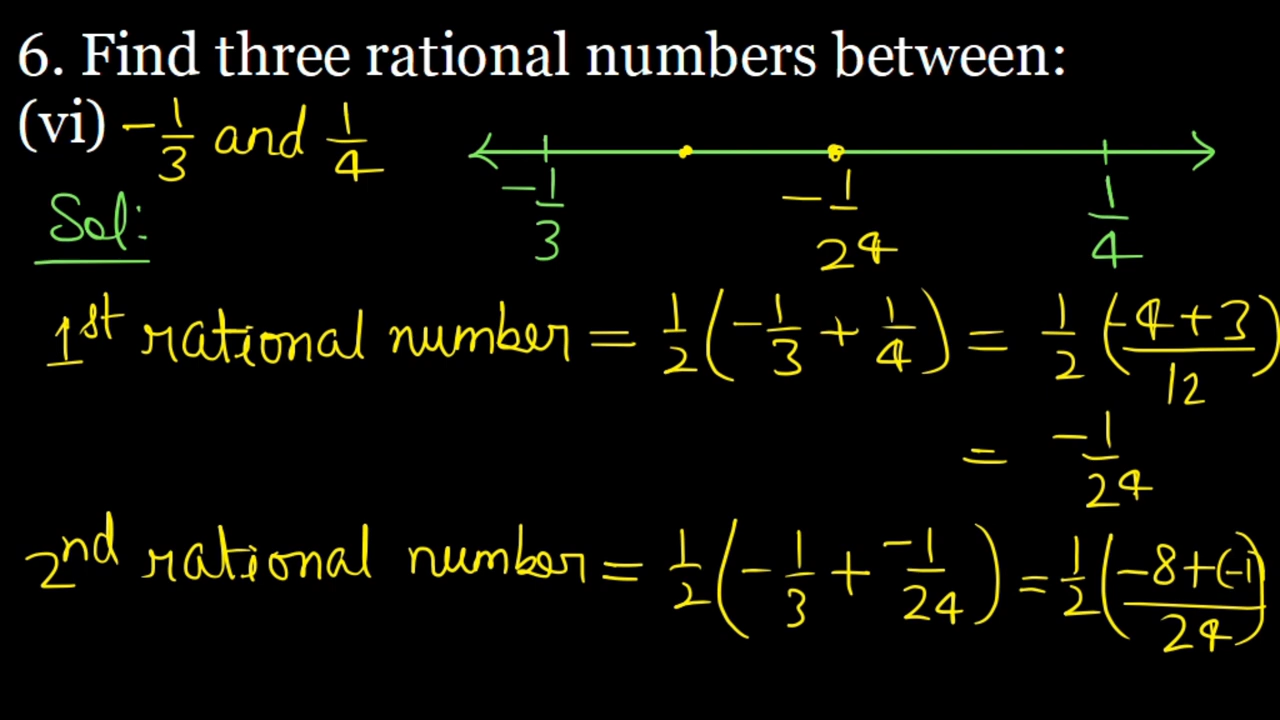 6. Find three rational numbers between:
(vi) -1/3 and 1/4
-1/3 -1/24 1/4
Sol:
1st rational number = 1/2 (-1/3 + 1/4) = 1/2 (-4+3/12)
= -1/24
2nd rational number = 1/2 (-1/3 + -1/24) = 1/2 (-8+(-1)/24)